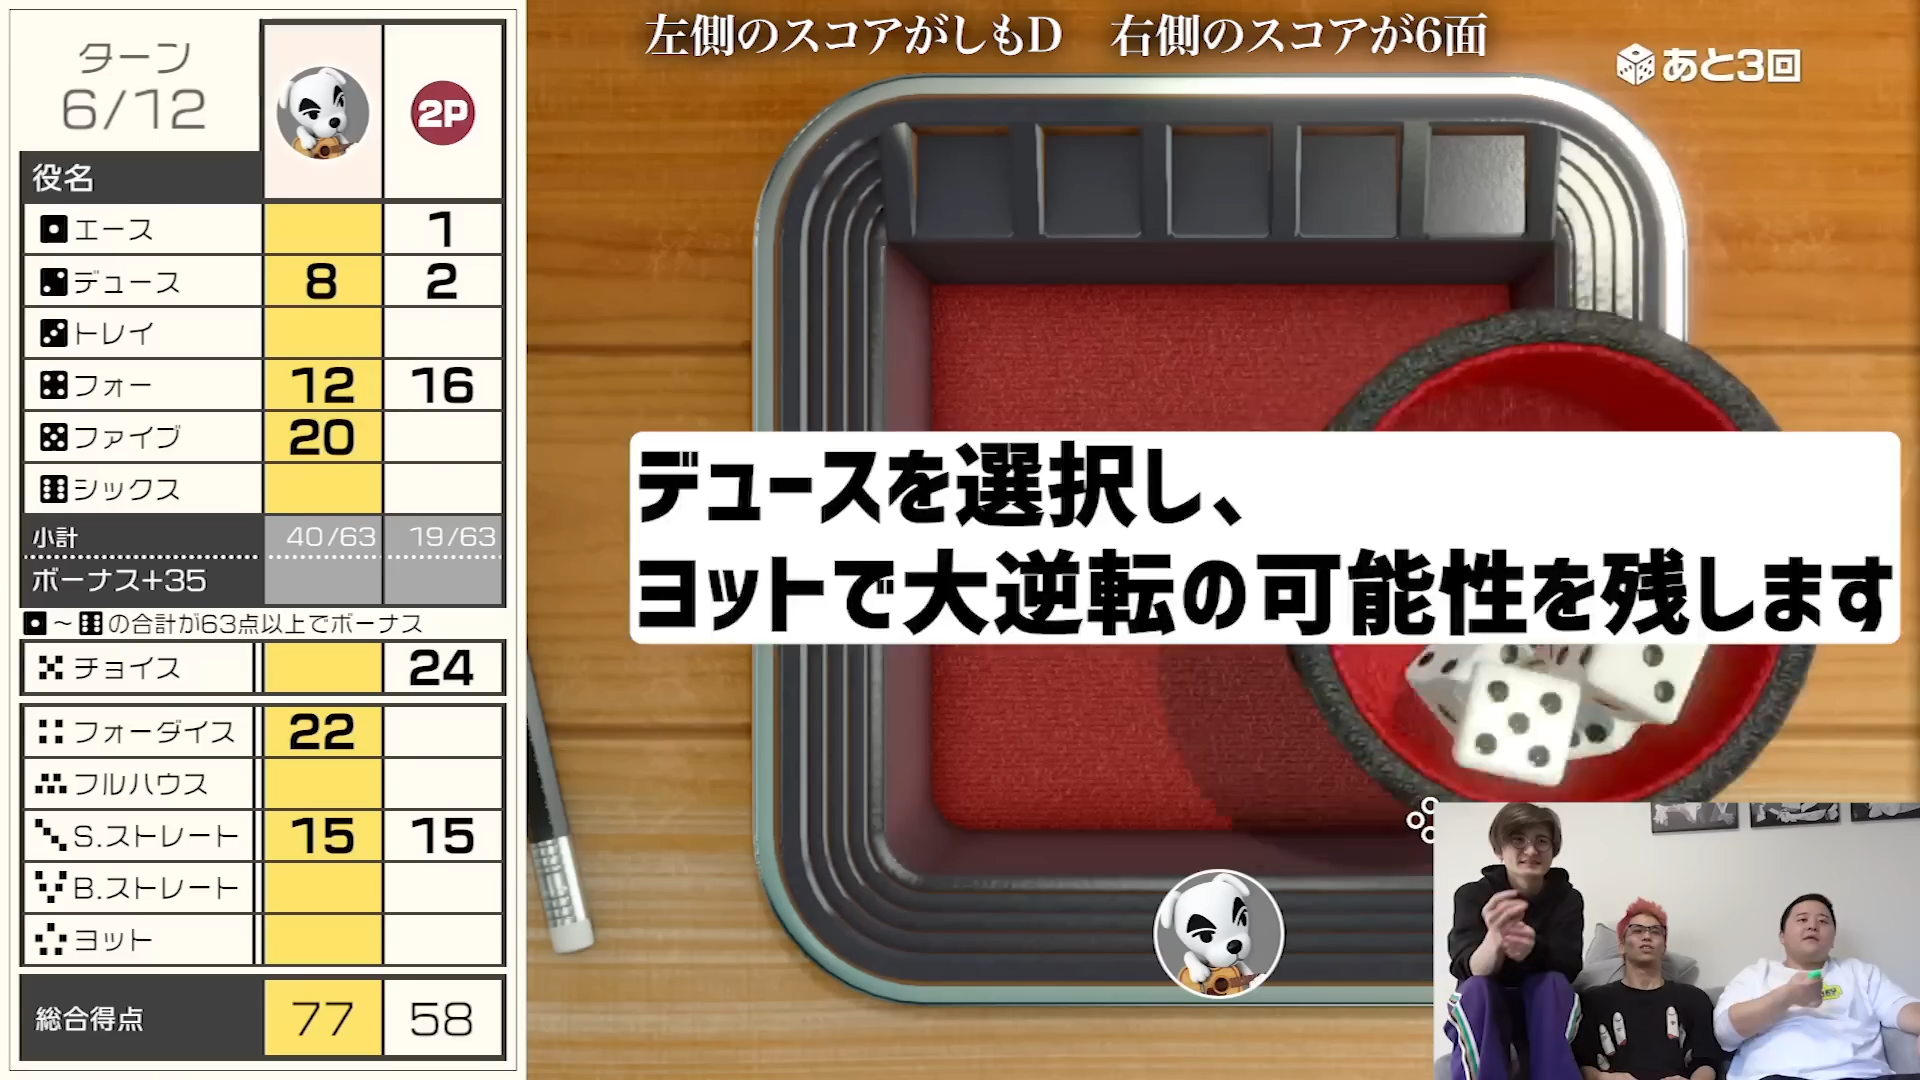 左側のスコアがしもD 右側のスコアが6面
あと3回
ターン
6/12
2P
役名
エース 1
デュース 8 2
トレイ
フォー 12 16
ファイブ 20
シックス
小計 40/63 19/63
ボーナス+35
~の合計が63点以上でボーナス
チョイス 24
フォーダイス 22
フルハウス
S.ストレート 15 15
B.ストレート
ヨット
総合得点 77 58
デュースを選択し、
ヨットで大逆転の可能性を残します